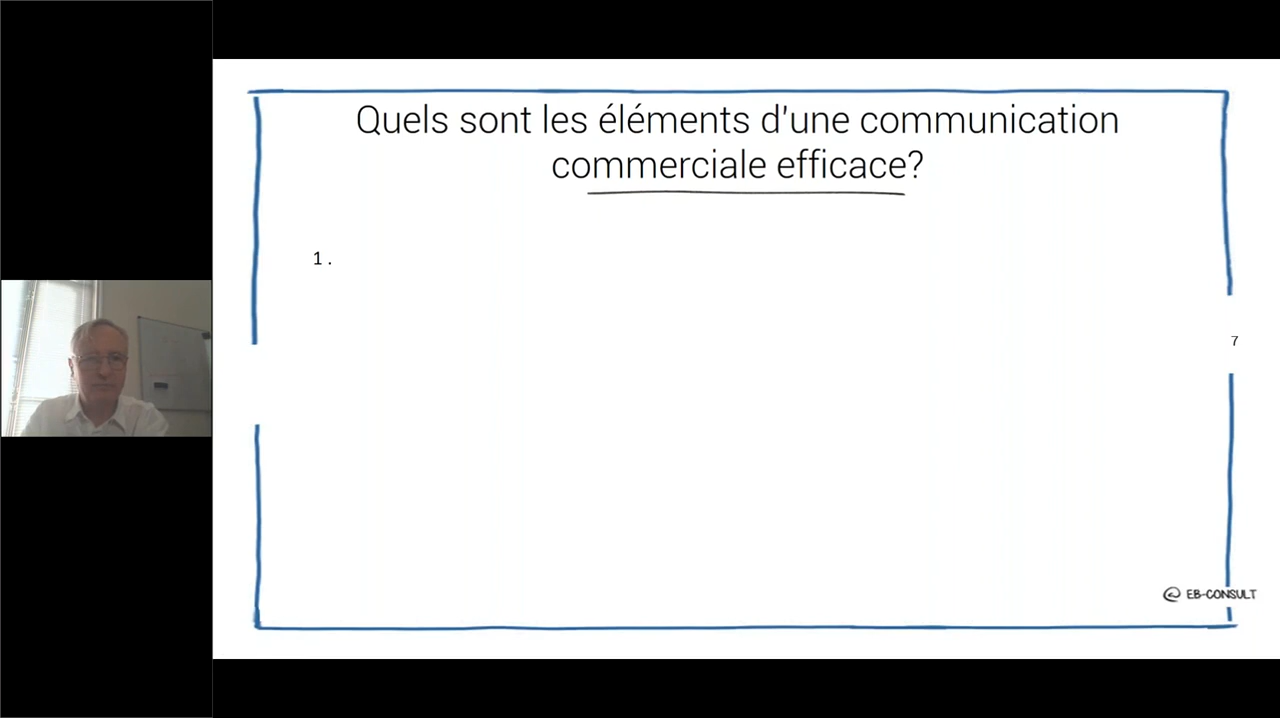 Quels sont les éléments d'une communication
commerciale efficace?
1.
7
@ EB-CONSULT